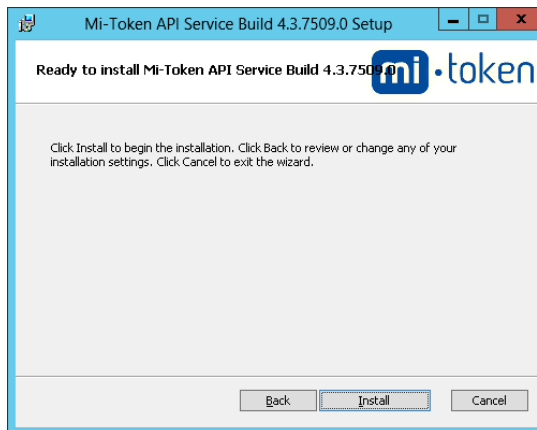 Mi-Token API Service Build 4.3.7509.0 Setup
Ready to install Mi-Token API Service Build 4.3.7509.0
mi·token
Click Install to begin the installation. Click Back to review or change any of your
installation settings. Click Cancel to exit the wizard.
Back Install Cancel